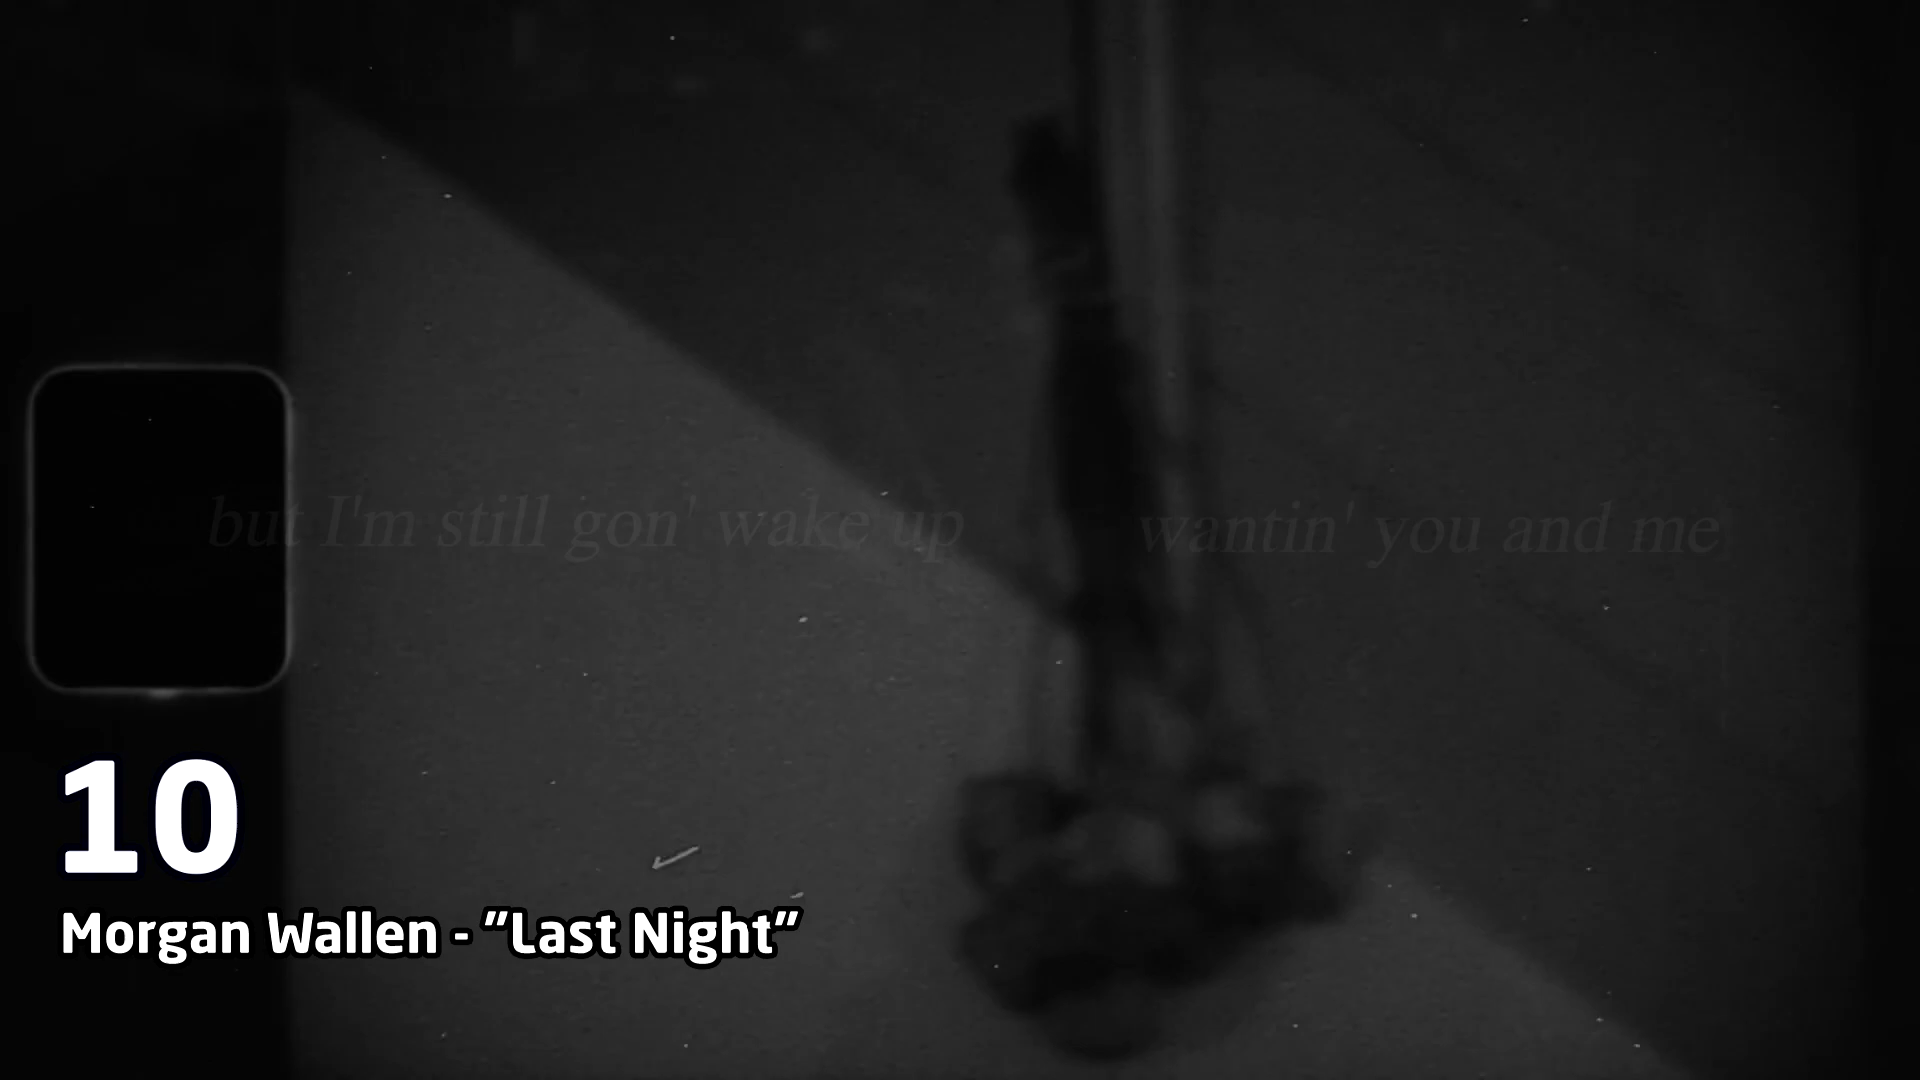 but I'm still gon' wake up wantin' you and me
10
Morgan Wallen - "Last Night"